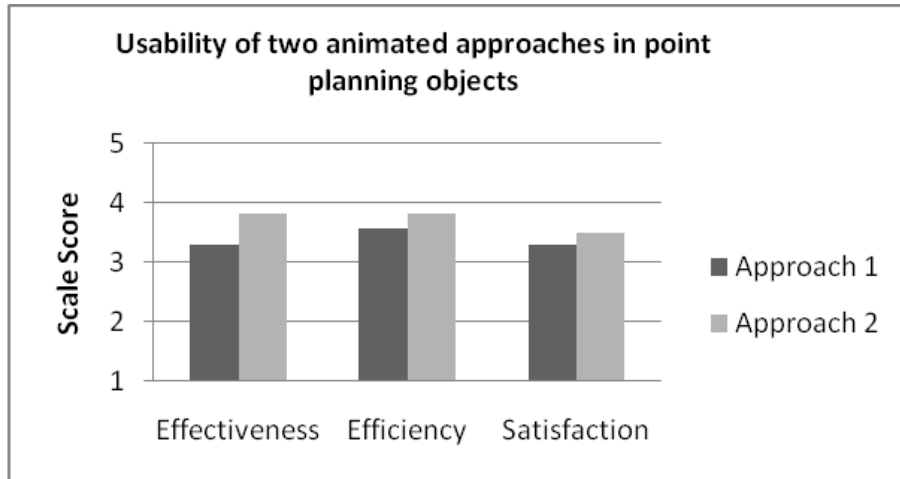 Usability of two animated approaches in point
planning objects
Scale Score
5
4
3
2
1
Effectiveness Efficiency Satisfaction
Approach 1
Approach 2